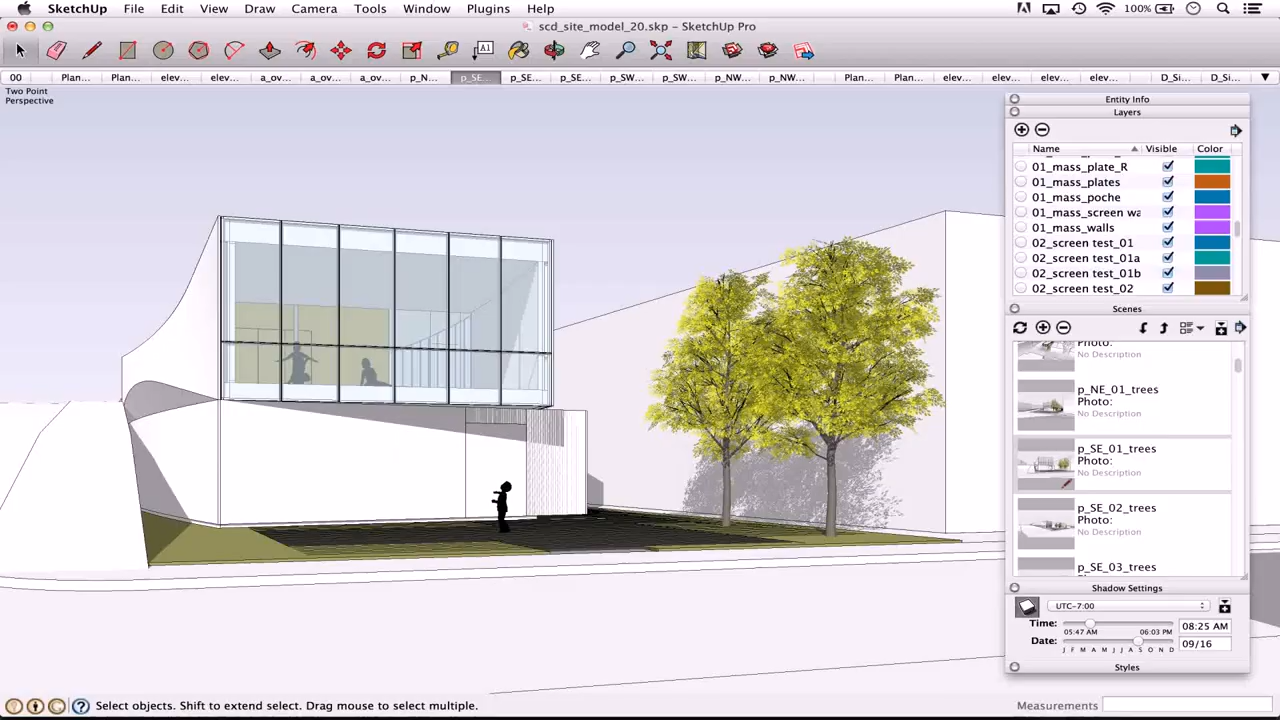 SketchUp File Edit View Draw Camera Tools Window Plugins Help 100%
scd_site_model_20.skp – SketchUp Pro
A1
00 Plan... Plan... elev... elev... a_ov... a_ov... a_ov... p_N... p_SE... p_SE... p_SE... p_SW... p_SW... p_NW... p_NW... Plan... Plan... elev... elev... elev... elev... D_Si... D_Si...
Two Point
Perspective
Entity Info
Layers
Name Visible Color
01_mass_plate_R
01_mass_plates
01_mass_poche
01_mass_screen wa
01_mass_walls
02_screen test_01
02_screen test_01a
02_screen test_01b
02_screen test_02
Scenes
Photo:
No Description
p_NE_01_trees
Photo:
No Description
p_SE_01_trees
Photo:
No Description
p_SE_02_trees
Photo:
No Description
p_SE_03_trees
Shadow Settings
UTC-7:00
Time: 08:25 AM
05:47 AM 06:03 PM
Date: 09/16
J F M A M J J A S O N D
Styles
Select objects. Shift to extend select. Drag mouse to select multiple.
Measurements